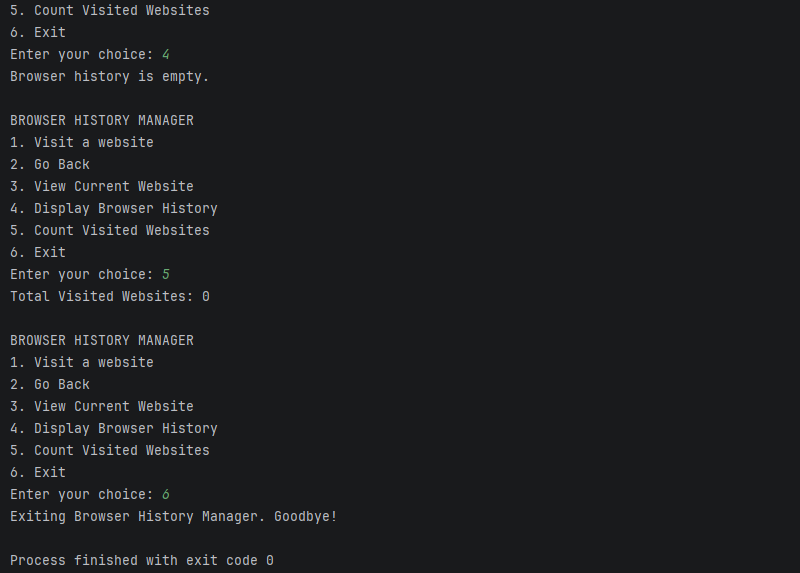 5. Count Visited Websites
6. Exit
Enter your choice: 4
Browser history is empty.
BROWSER HISTORY MANAGER
1. Visit a website
2. Go Back
3. View Current Website
4. Display Browser History
5. Count Visited Websites
6. Exit
Enter your choice: 5
Total Visited Websites: 0
BROWSER HISTORY MANAGER
1. Visit a website
2. Go Back
3. View Current Website
4. Display Browser History
5. Count Visited Websites
6. Exit
Enter your choice: 6
Exiting Browser History Manager. Goodbye!
Process finished with exit code 0